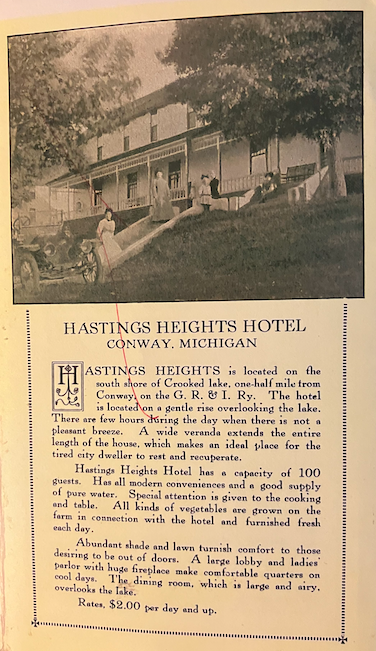 HASTINGS HEIGHTS HOTEL
CONWAY, MICHIGAN
HASTINGS HEIGHTS is located on the
south shore of Crooked lake, one-half mile from
Conway, on the G. R. & I. Ry. The hotel
is located on a gentle rise overlooking the lake.
There are few hours during the day when there is not a
pleasant breeze. A wide veranda extends the entire
length of the house, which makes an ideal place for the
tired city dweller to rest and recuperate.
Hastings Heights Hotel has a capacity of 100
guests. Has all modern conveniences and a good supply
of pure water. Special attention is given to the cooking
and table. All kinds of vegetables are grown on the
farm in connection with the hotel and furnished fresh
each day.
Abundant shade and lawn furnish comfort to those
desiring to be out of doors. A large lobby and ladies'
parlor with huge fireplace make comfortable quarters on
cool days. The dining room, which is large and airy,
overlooks the lake.
Rates, $2.00 per day and up.